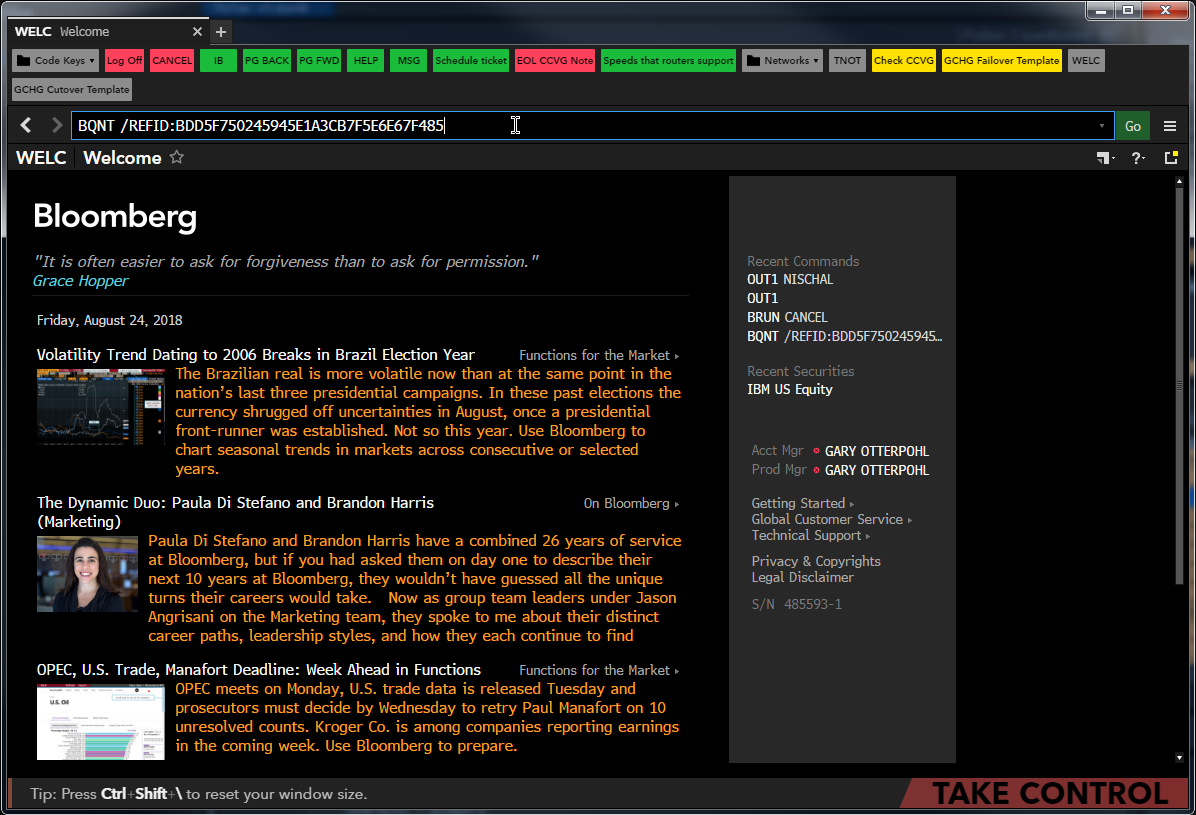 WELC Welcome
Code Keys Log Off CANCEL IB PG BACK PG FWD HELP MSG Schedule ticket EOL CCVG Note Speeds that routers support Networks TNOT Check CCVG GCHG Failover Template WELC
GCHG Cutover Template
BQNT /REFID:BDD5F750245945E1A3CB7F5E6E67F485 Go
WELC Welcome
Bloomberg
"It is often easier to ask for forgiveness than to ask for permission."
Grace Hopper
Friday, August 24, 2018
Volatility Trend Dating to 2006 Breaks in Brazil Election Year Functions for the Market
The Brazilian real is more volatile now than at the same point in the
nation's last three presidential campaigns. In these past elections the
currency shrugged off uncertainties in August, once a presidential
front-runner was established. Not so this year. Use Bloomberg to
chart seasonal trends in markets across consecutive or selected
years.
The Dynamic Duo: Paula Di Stefano and Brandon Harris On Bloomberg
(Marketing)
Paula Di Stefano and Brandon Harris have a combined 26 years of service
at Bloomberg, but if you had asked them on day one to describe their
next 10 years at Bloomberg, they wouldn't have guessed all the unique
turns their careers would take. Now as group team leaders under Jason
Angrisani on the Marketing team, they spoke to me about their distinct
career paths, leadership styles, and how they each continue to find
OPEC, U.S. Trade, Manafort Deadline: Week Ahead in Functions Functions for the Market
U.S. Oil
OPEC meets on Monday, U.S. trade data is released Tuesday and
prosecutors must decide by Wednesday to retry Paul Manafort on 10
unresolved counts. Kroger Co. is among companies reporting earnings
in the coming week. Use Bloomberg to prepare.
Recent Commands
OUT1 NISCHAL
OUT1
BRUN CANCEL
BQNT /REFID:BDD5F750245945…
Recent Securities
IBM US Equity
Acct Mgr GARY OTTERPOHL
Prod Mgr GARY OTTERPOHL
Getting Started
Global Customer Service
Technical Support
Privacy & Copyrights
Legal Disclaimer
S/N 485593-1
Tip: Press Ctrl+Shift+\ to reset your window size.
TAKE CONTROL